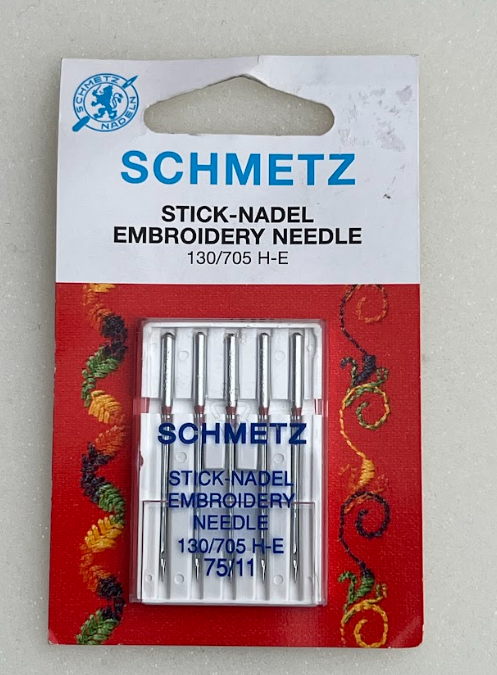 SCHMETZ
NADELN
SCHMETZ
STICK-NADEL
EMBROIDERY NEEDLE
130/705 H-E
SCHMETZ
STICK-NADEL
EMBROIDERY
NEEDLE
130/705 H-E
75/11